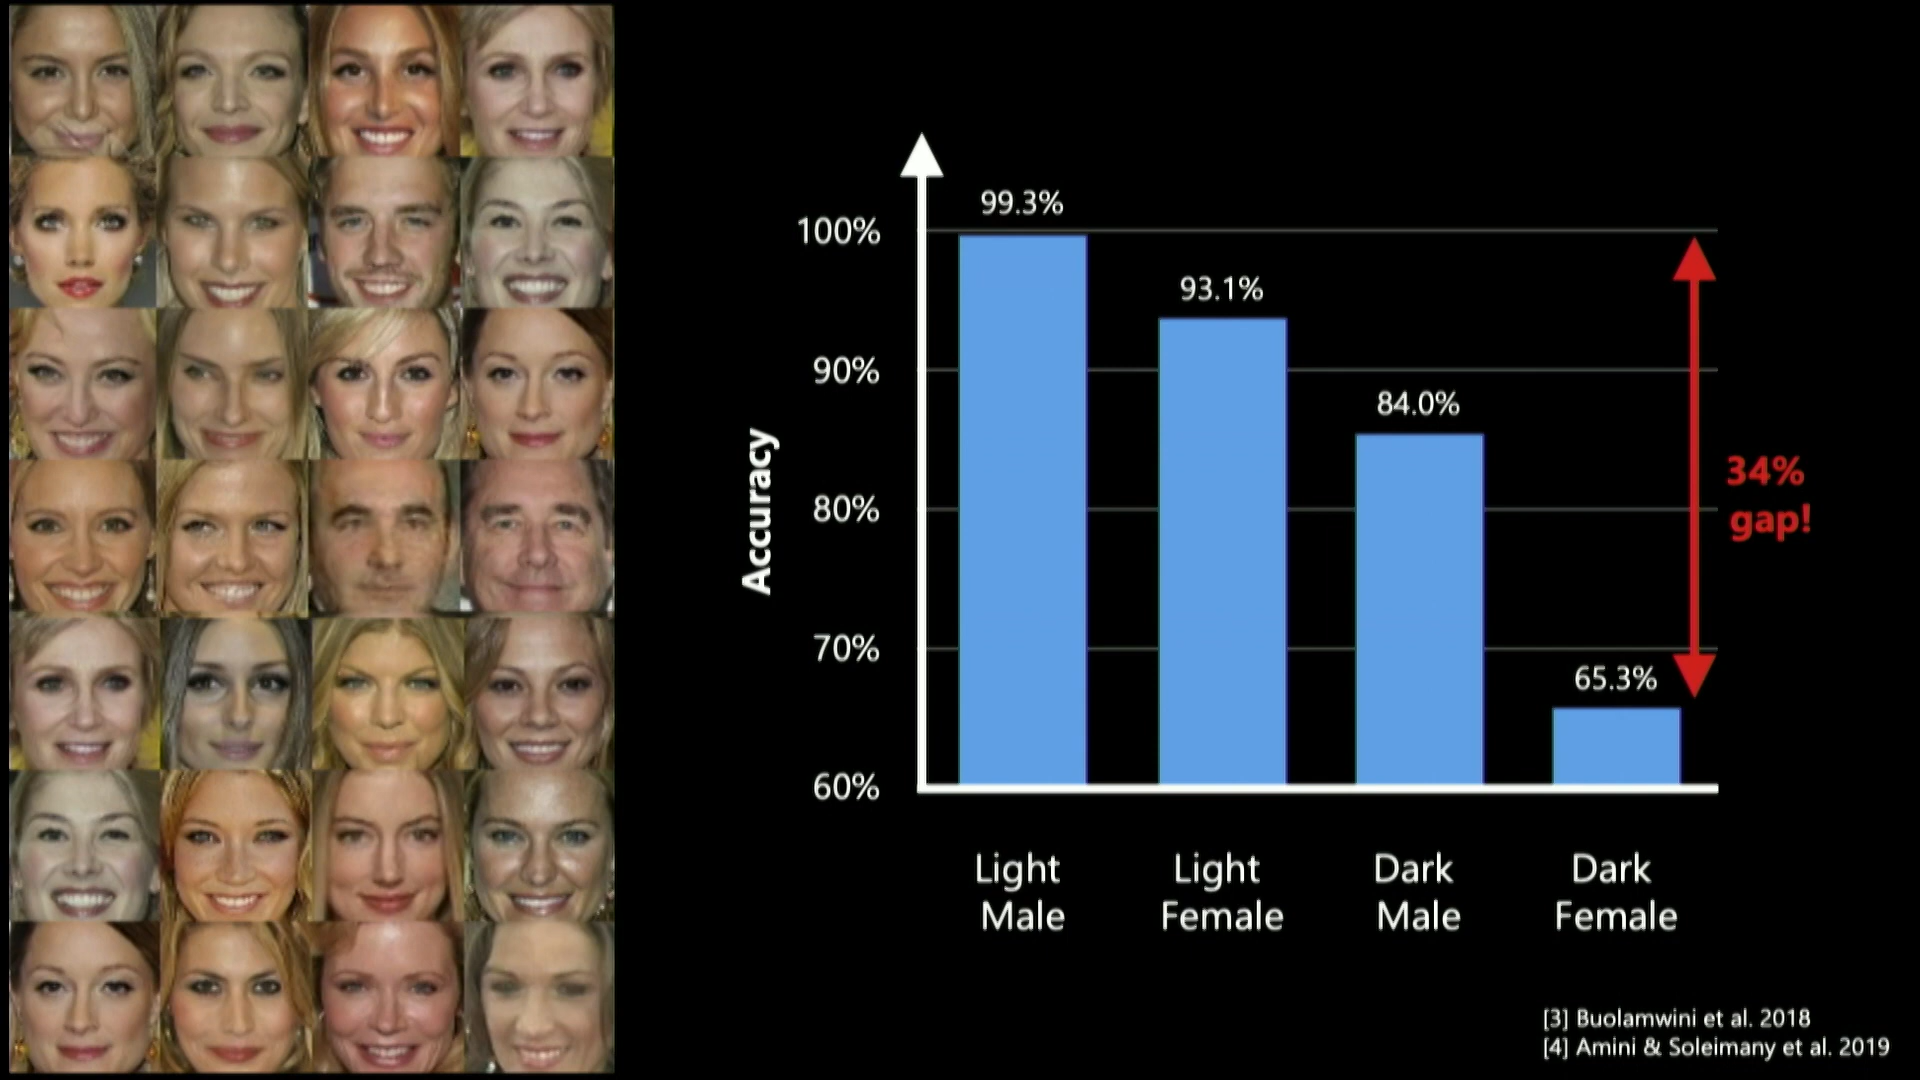 99.3%
100%
93.1%
90%
84.0%
80%
70%
65.3%
60%
Accuracy
34%
gap!
Light
Male
Light
Female
Dark
Male
Dark
Female
[3] Buolamwini et al. 2018
[4] Amini & Soleimany et al. 2019